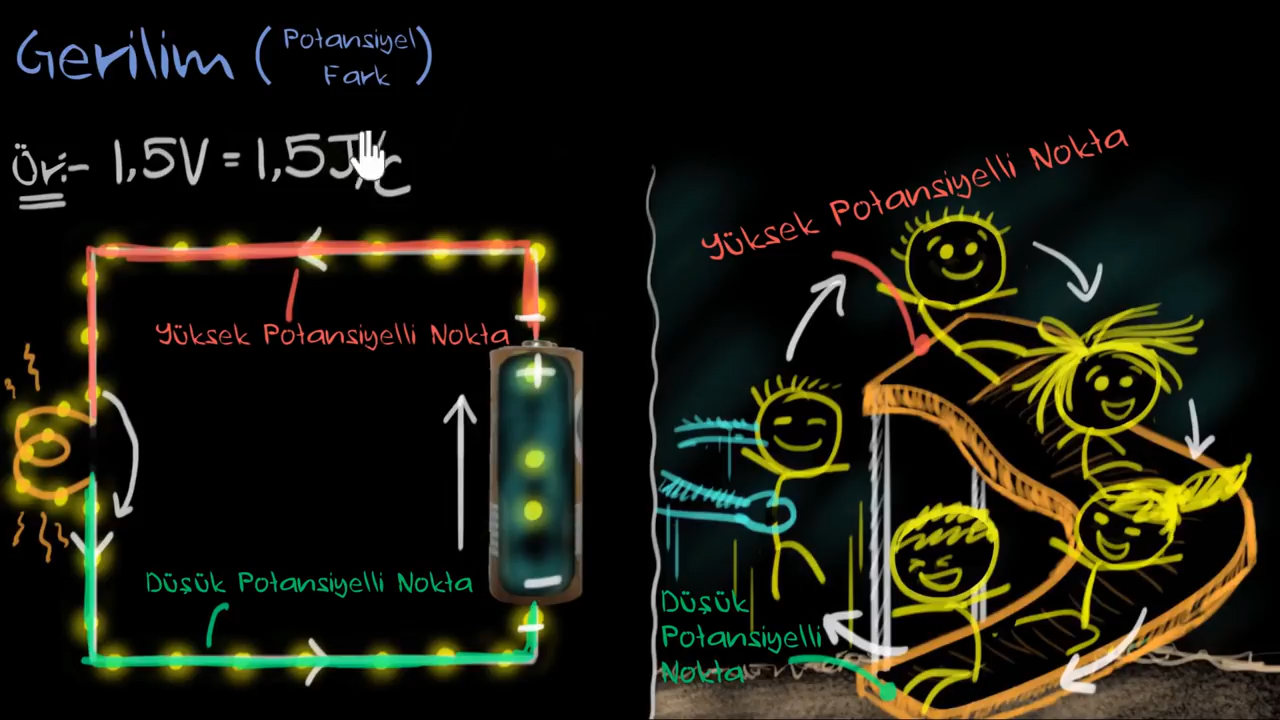 Gerilim (Potansiyel Fark)
Ür:- 1,5V = 1,5J/C
Yüksek Potansiyelli Nokta
Düşük Potansiyelli Nokta
+
-
Yüksek Potansiyelli Nokta
Düşük
Potansiyelli
Nokta